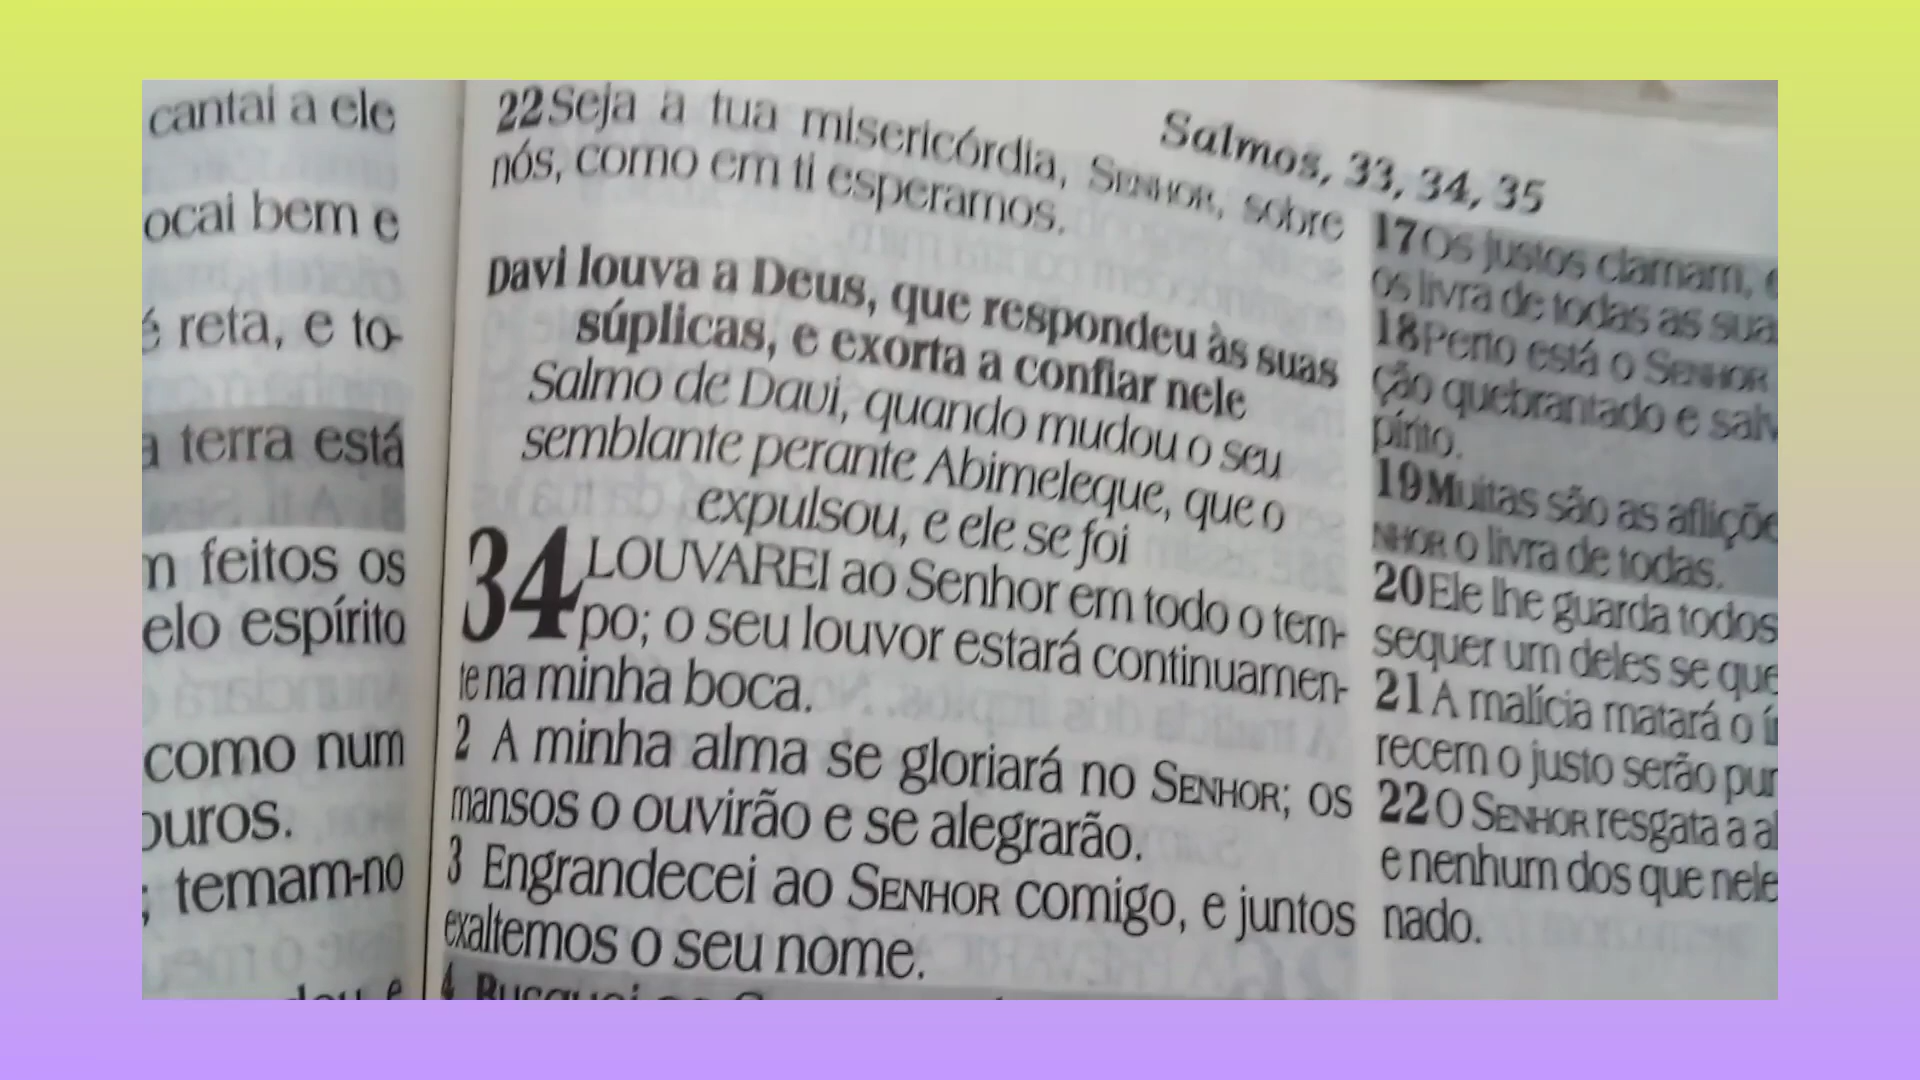 cantai a ele
ocai bem e
é reta, e to-
a terra está
m feitos os
elo espírito
como num
ouros.
; temam-no
Salmos, 33, 34, 35
22 Seja a tua misericórdia, SENHOR, sobre
nós, como em ti esperamos.
Davi louva a Deus, que respondeu às suas
súplicas, e exorta a confiar nele
Salmo de Davi, quando mudou o seu
semblante perante Abimeleque, que o
expulsou, e ele se foi
34 LOUVAREI ao Senhor em todo o tem-
po; o seu louvor estará continuamen-
te na minha boca.
2 A minha alma se gloriará no SENHOR; os
mansos o ouvirão e se alegrarão.
3 Engrandecei ao SENHOR comigo, e juntos
exaltemos o seu nome.
4
17 Os justos clamam, e
os livra de todas as sua
18 Perto está o SENHOR
ção quebrantado e salv
pírito.
19 Muitas são as afliçõe
NHOR o livra de todas.
20 Ele lhe guarda todos
sequer um deles se que
21 A malícia matará o í
recem o justo serão pun
22 O SENHOR resgata a al
e nenhum dos que nele
nado.